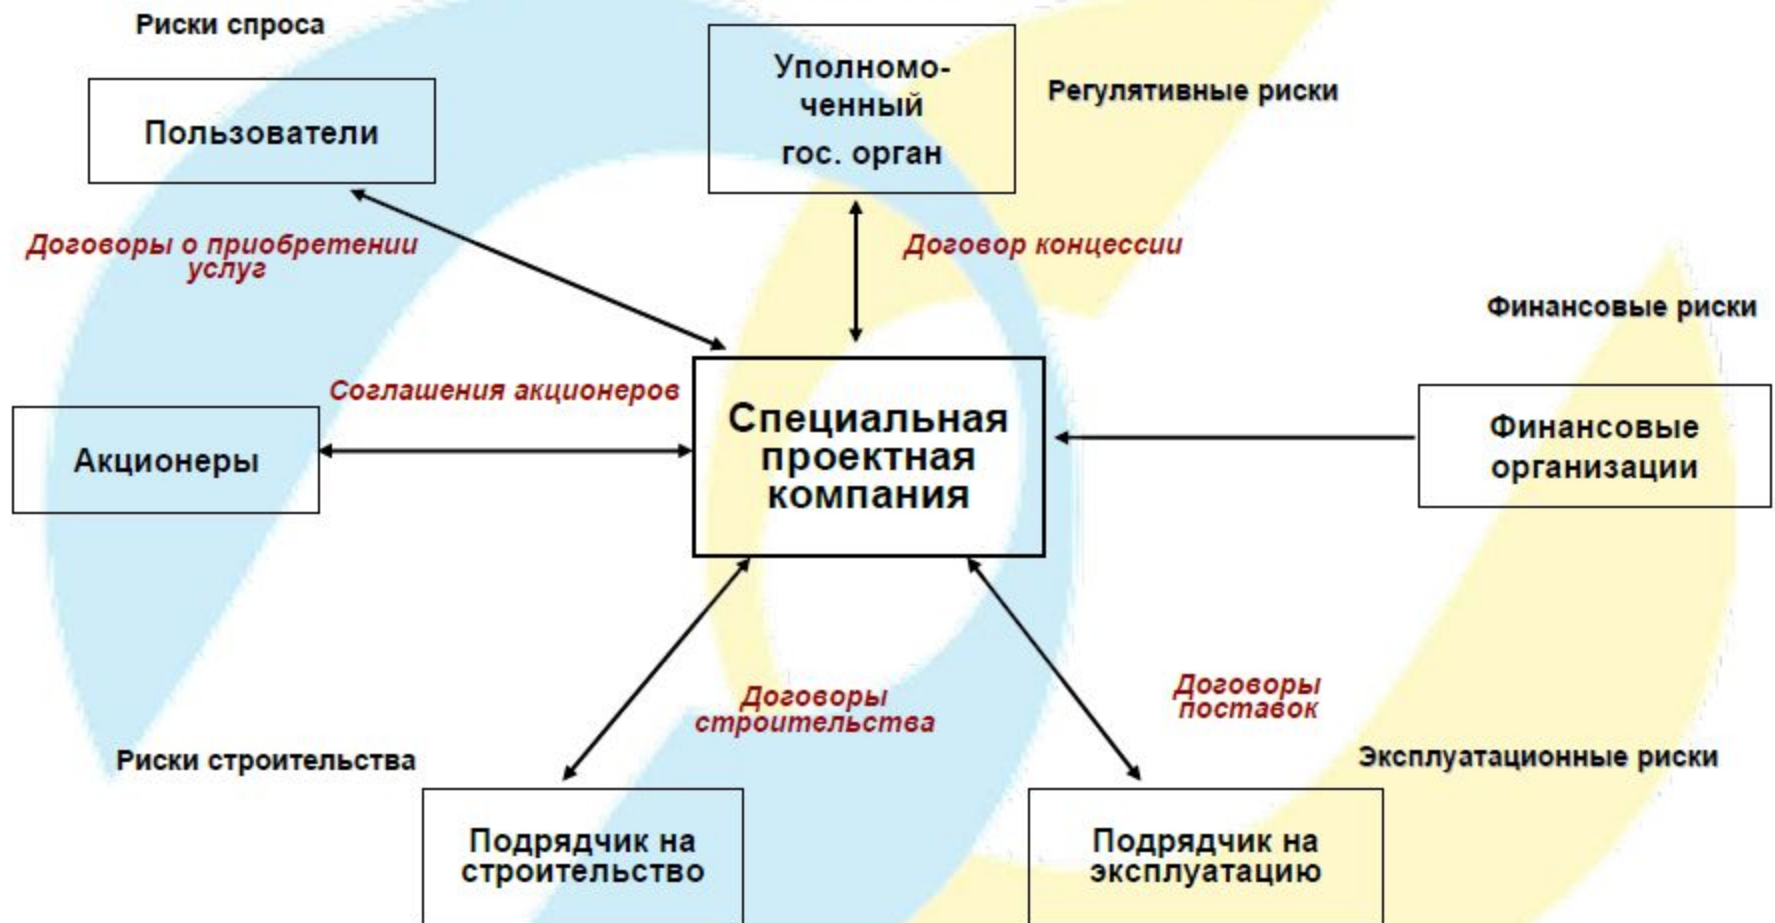 Риски спроса
Уполномо-
ченный
гос. орган
Регулятивные риски
Пользователи
Договоры о приобретении
услуг
Договор концессии
Финансовые риски
Соглашения акционеров
Акционеры
Специальная
проектная
компания
Финансовые
организации
Договоры
строительства
Договоры
поставок
Риски строительства
Эксплуатационные риски
Подрядчик на
строительство
Подрядчик на
эксплуатацию